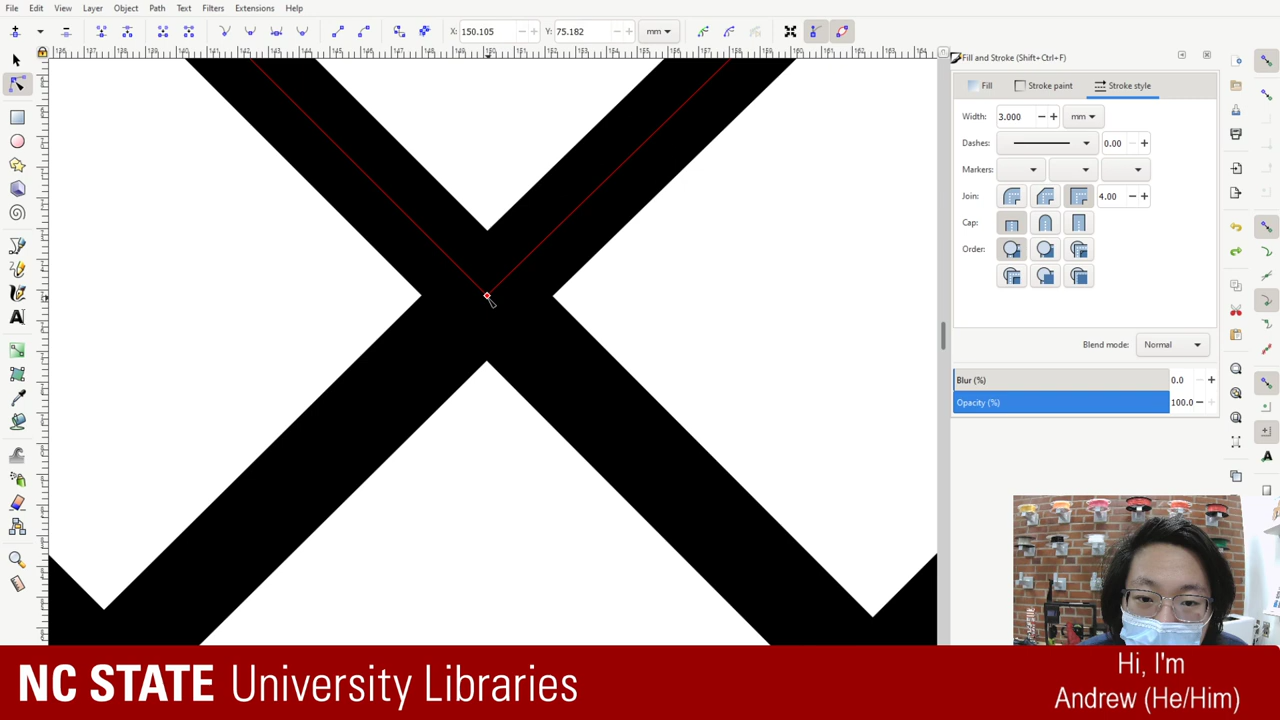 File Edit View Layer Object Path Text Filters Extensions Help
X: 150.105 Y: 75.182 mm
Fill and Stroke (Shift+Ctrl+F)
Fill Stroke paint Stroke style
Width: 3.000 mm
Dashes: 0.00
Markers:
Join: 4.00
Cap:
Order:
Blend mode: Normal
Blur (%) 0.0
Opacity (%) 100.0
NC STATE University Libraries
Hi, I'm
Andrew (He/Him)